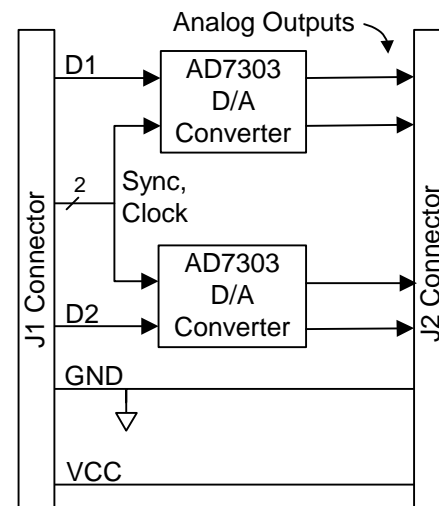 Analog Outputs
D1
AD7303
D/A
Converter
2
Sync,
Clock
AD7303
D/A
Converter
D2
GND
VCC
J1 Connector
J2 Connector